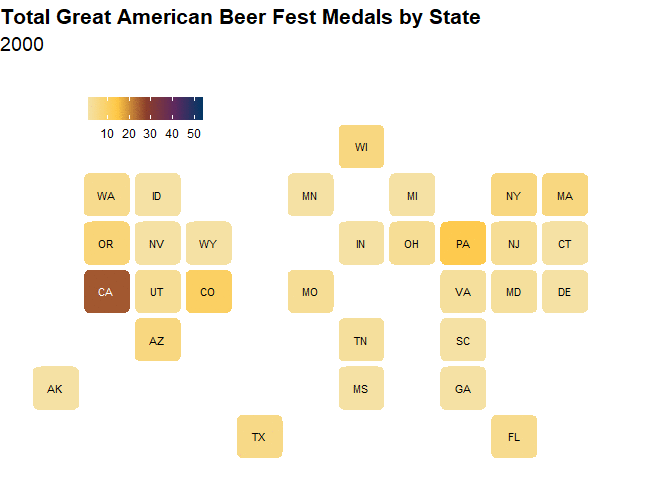 Total Great American Beer Fest Medals by State
2000
10 20 30 40 50
WI
WA ID MN MI NY MA
OR NV WY IN OH PA NJ CT
CA UT CO MO VA MD DE
AZ TN SC
AK MS GA
TX FL